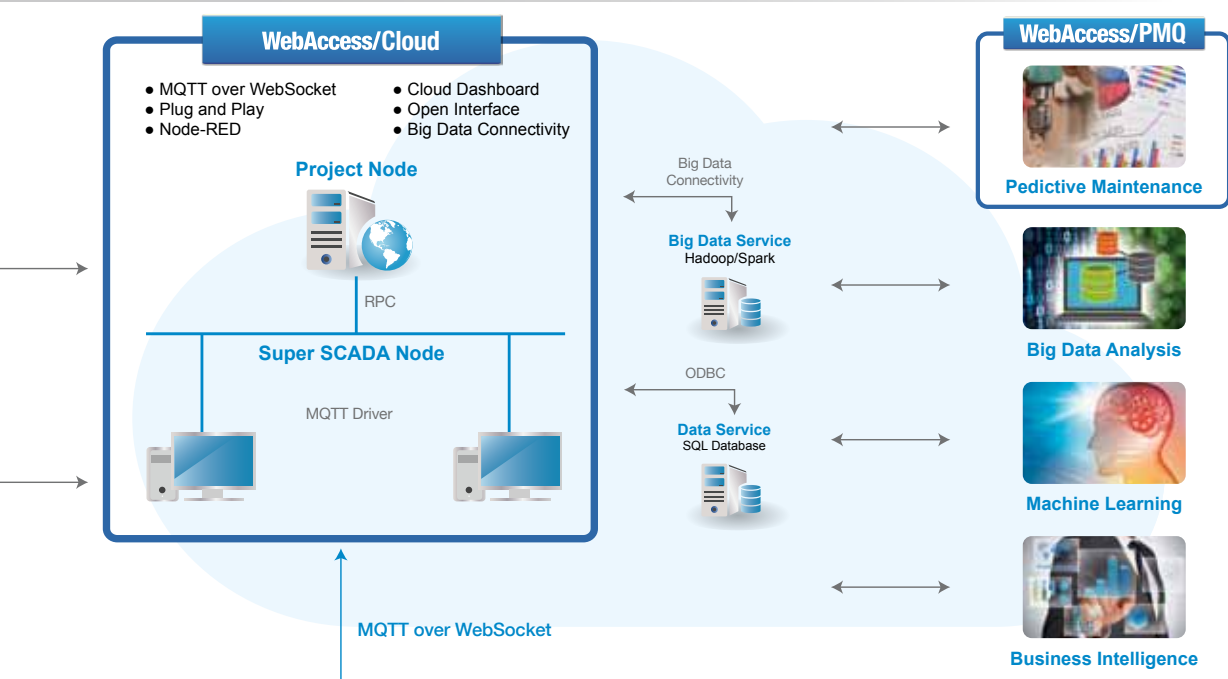 WebAccess/Cloud
● MQTT over WebSocket
● Plug and Play
● Node-RED
● Cloud Dashboard
● Open Interface
● Big Data Connectivity
Project Node
RPC
Super SCADA Node
MQTT Driver
MQTT over WebSocket
Big Data
Connectivity
Big Data Service
Hadoop/Spark
ODBC
Data Service
SQL Database
WebAccess/PMQ
Pedictive Maintenance
Big Data Analysis
Machine Learning
Business Intelligence